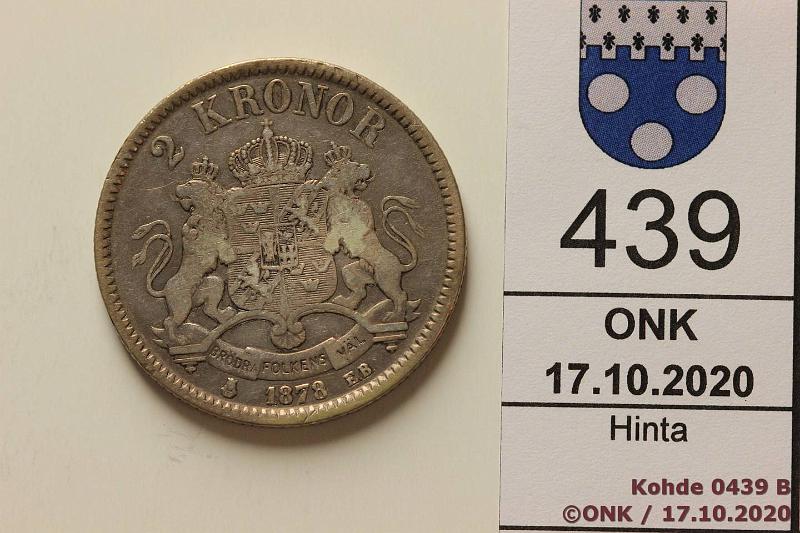 2 KRONOR
BRÖDRA FOLKENS VÄL
1878 E.B
439
ONK
17.10.2020
Hinta
Kohde 0439 B
©ONK / 17.10.2020